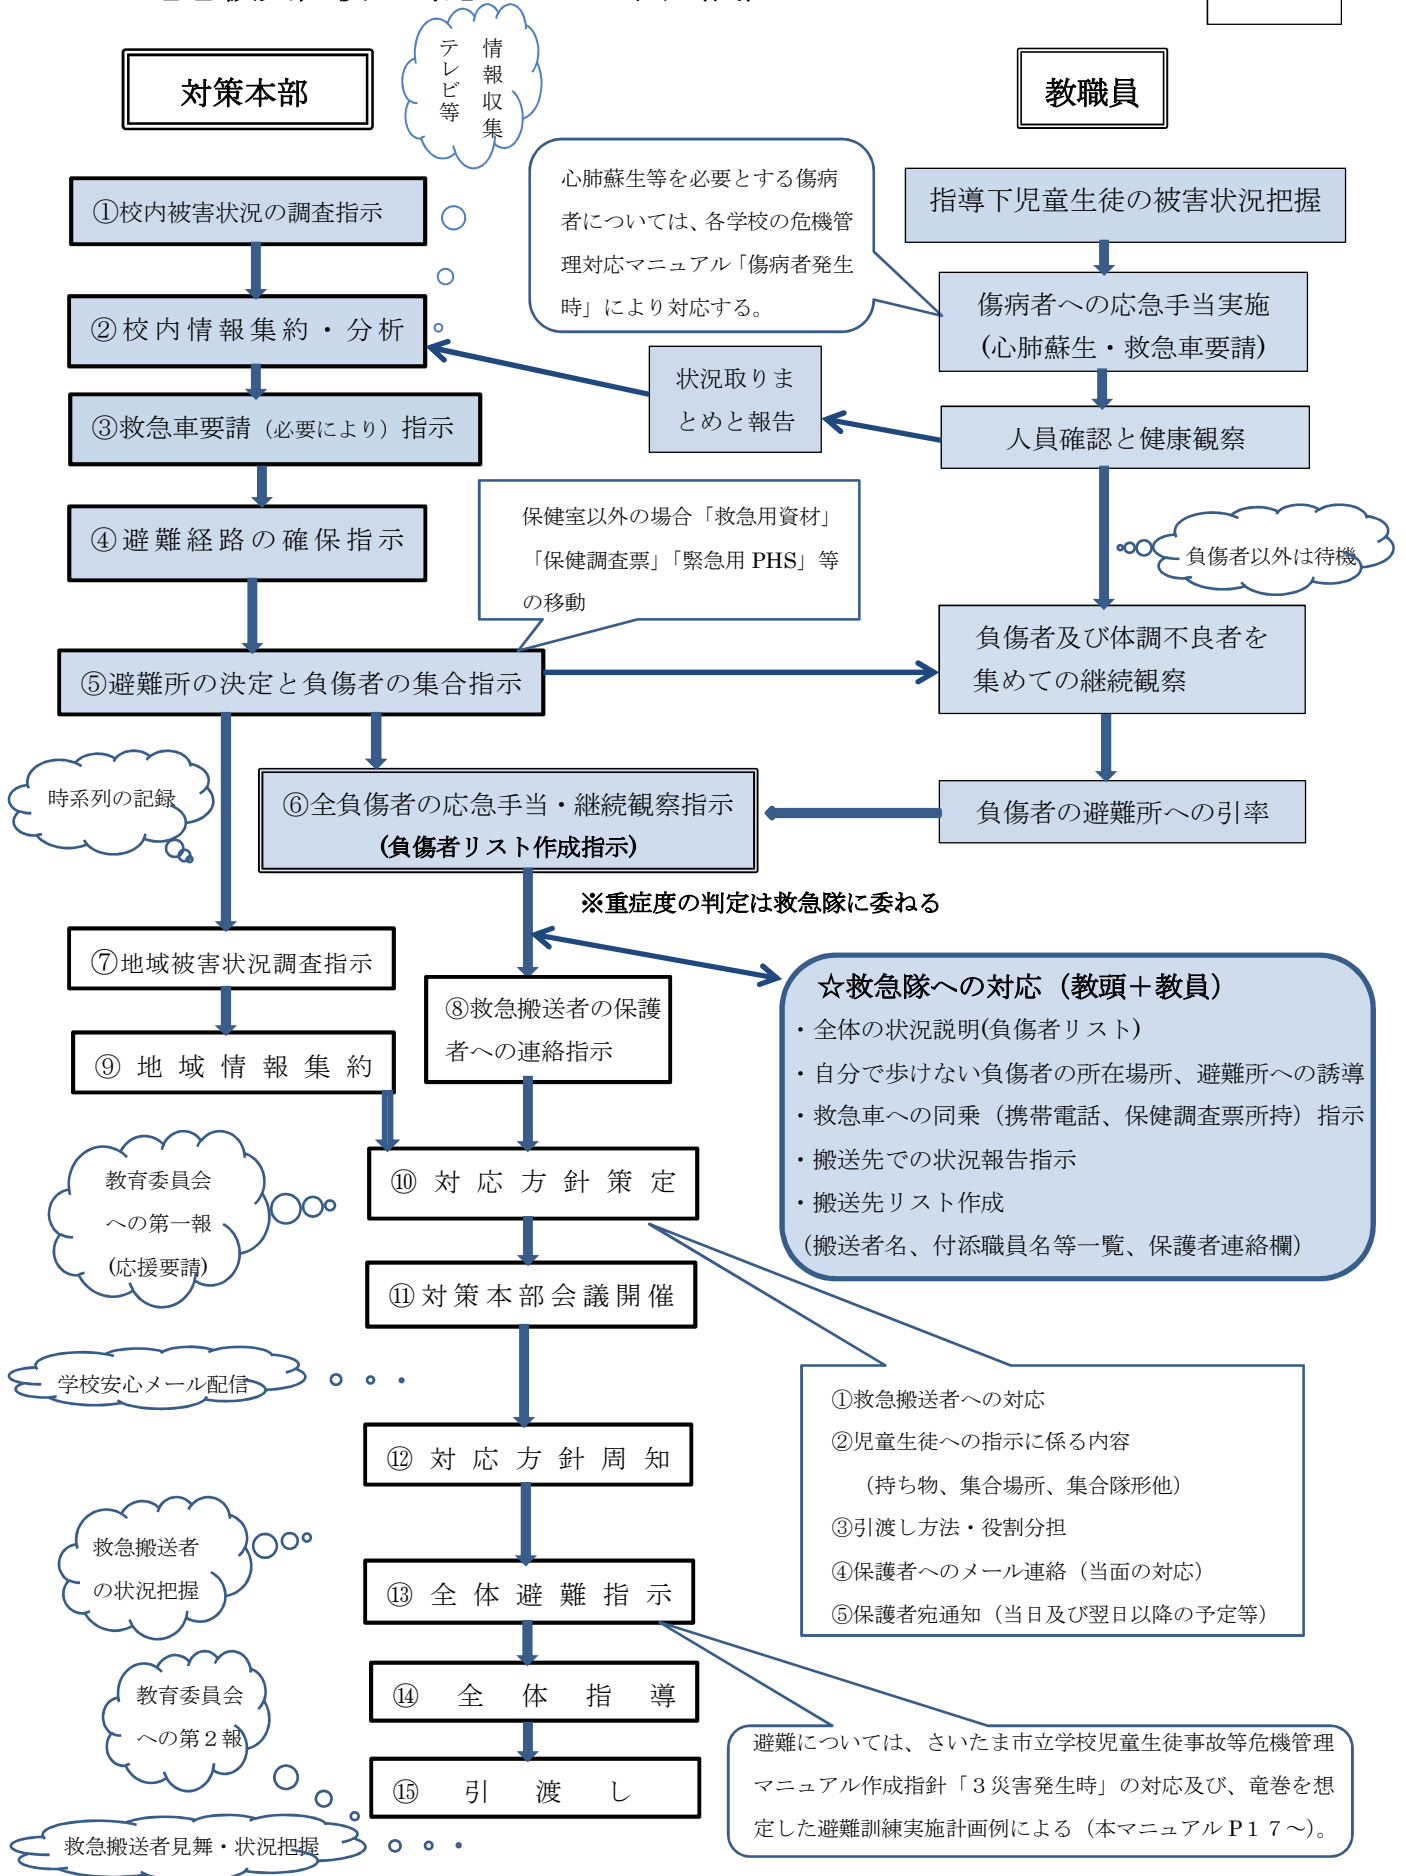 対策本部
情報収集
テレビ等
教職員
心肺蘇生等を必要とする傷病
者については、各学校の危機管
理対応マニュアル「傷病者発生
時」により対応する。
①校内被害状況の調査指示
指導下児童生徒の被害状況把握
②校内情報集約・分析
傷病者への応急手当実施
(心肺蘇生・救急車要請)
状況取りま
とめと報告
③救急車要請（必要により）指示
人員確認と健康観察
保健室以外の場合「救急用資材」
「保健調査票」「緊急用 PHS」等
の移動
④避難経路の確保指示
負傷者以外は待機
負傷者及び体調不良者を
集めての継続観察
⑤避難所の決定と負傷者の集合指示
時系列の記録
⑥全負傷者の応急手当・継続観察指示
(負傷者リスト作成指示)
負傷者の避難所への引率
※重症度の判定は救急隊に委ねる
⑦地域被害状況調査指示
⑧救急搬送者の保護
者への連絡指示
☆救急隊への対応（教頭＋教員）
・全体の状況説明(負傷者リスト)
・自分で歩けない負傷者の所在場所、避難所への誘導
・救急車への同乗（携帯電話、保健調査票所持）指示
・搬送先での状況報告指示
・搬送先リスト作成
（搬送者名、付添職員名等一覧、保護者連絡欄）
⑨地域情報集約
教育委員会
への第一報
(応援要請)
⑩対応方針策定
⑪対策本部会議開催
学校安心メール配信
①救急搬送者への対応
②児童生徒への指示に係る内容
（持ち物、集合場所、集合隊形他）
③引渡し方法・役割分担
④保護者へのメール連絡（当面の対応）
⑤保護者宛通知（当日及び翌日以降の予定等）
⑫対応方針周知
救急搬送者
の状況把握
⑬全体避難指示
教育委員会
への第２報
⑭全体指導
避難については、さいたま市立学校児童生徒事故等危機管理
マニュアル作成指針「３災害発生時」の対応及び、竜巻を想
定した避難訓練実施計画例による（本マニュアル P１７～）。
⑮引渡し
救急搬送者見舞・状況把握